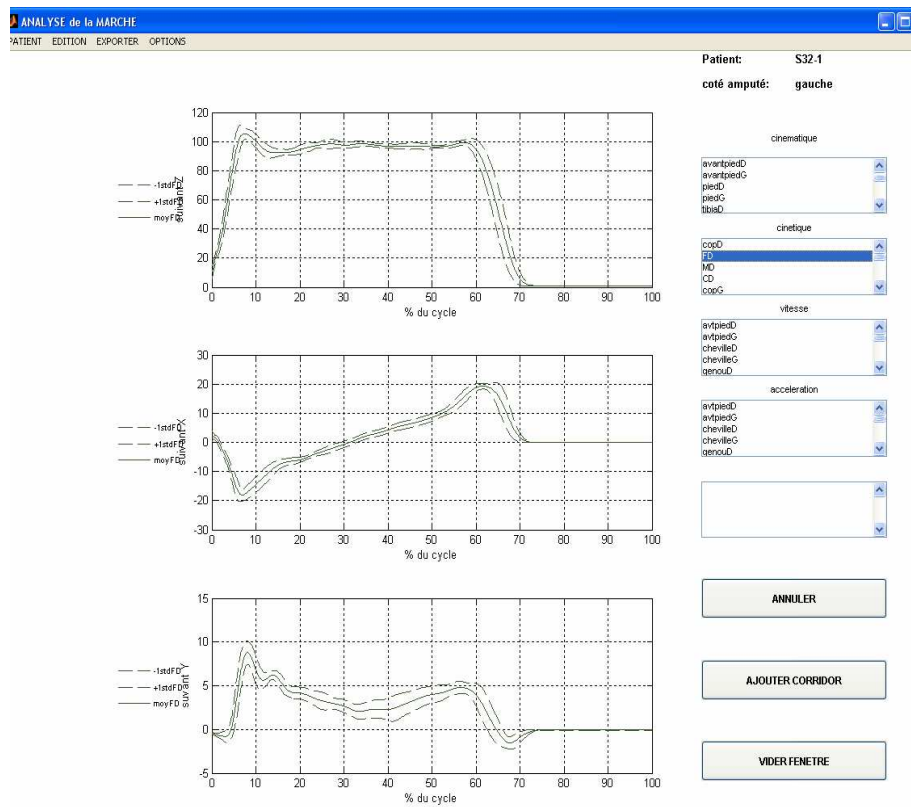 ANALYSE de la MARCHE
PATIENT EDITION EXPORTER OPTIONS
Patient: S32-1
coté amputé: gauche
120
100
80
60
40
20
0
suivant Z
-1stdFD
+1stdFD
moyFD
0 10 20 30 40 50 60 70 80 90 100
% du cycle
30
20
10
0
-10
-20
-30
suivant X
-1stdFD
+1stdFD
moyFD
0 10 20 30 40 50 60 70 80 90 100
% du cycle
15
10
5
0
-5
suivant Y
-1stdFD
+1stdFD
moyFD
0 10 20 30 40 50 60 70 80 90 100
% du cycle
cinematique
avantpiedD
avantpiedG
piedD
piedG
tibiaD
cinetique
copD
FD
MD
CD
copG
vitesse
avtpiedD
avtpiedG
chevilleD
chevilleG
genouD
acceleration
avtpiedD
avtpiedG
chevilleD
chevilleG
genouD
ANNULER
AJOUTER CORRIDOR
VIDER FENETRE